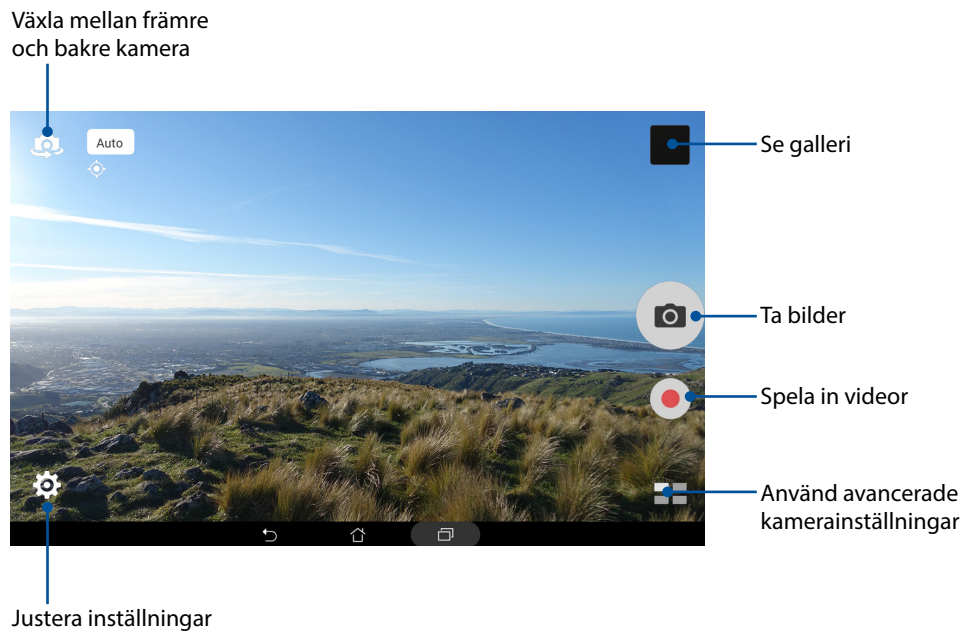 Växla mellan främre
och bakre kamera
Auto
Se galleri
Ta bilder
Spela in videor
Använd avancerade
kamerainställningar
Justera inställningar